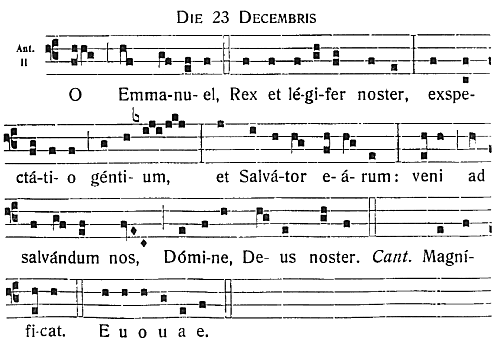 DIE 23 DECEMBRIS
Ant.
II
O Emma-nu-el, Rex et lé-gi-fer noster, exspe-
ctá-ti-o génti-um, et Salvá-tor e-á-rum: veni ad
salvándum nos, Dómi-ne, De- us noster. Cant. Magní-
fi-cat. E u o u a e.